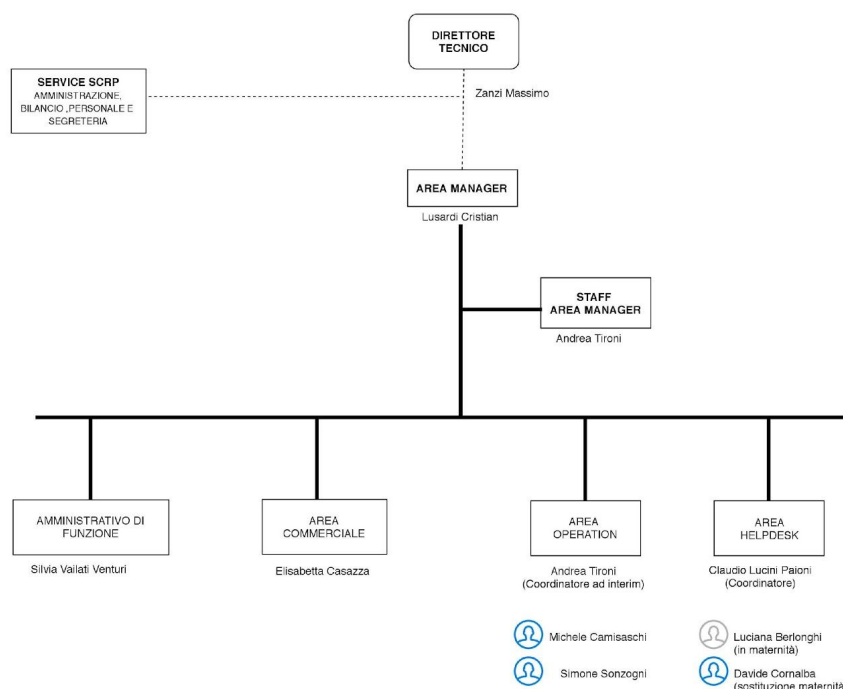 DIRETTORE
TECNICO
SERVICE SCRP
AMMINISTRAZIONE,
BILANCIO ,PERSONALE E
SEGRETERIA
Zanzi Massimo
AREA MANAGER
Lusardi Cristian
STAFF
AREA MANAGER
Andrea Tironi
AMMINISTRATIVO DI
FUNZIONE
Silvia Vailati Venturi
AREA
COMMERCIALE
Elisabetta Casazza
AREA
OPERATION
Andrea Tironi
(Coordinatore ad interim)
Michele Camisaschi
Simone Sonzogni
AREA
HELPDESK
Claudio Lucini Paioni
(Coordinatore)
Luciana Berlonghi
(in maternità)
Davide Cornalba
(sostituzione maternità